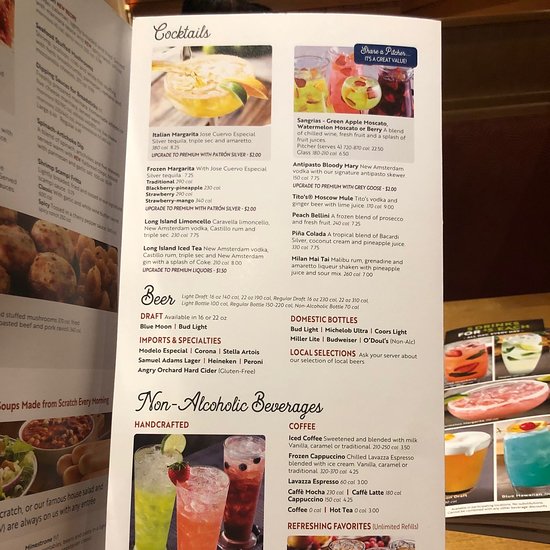 Cocktails
Italian Margarita Jose Cuervo Especial
Silver tequila, triple sec and amaretto.
380 cal 8.25
UPGRADE TO PREMIUM WITH PATRÓN SILVER - $2.00
Frozen Margarita With Jose Cuervo Especial
Silver tequila 7.25
Traditional 290 cal
Blackberry-pineapple 230 cal
Strawberry 290 cal
Strawberry-mango 340 cal
UPGRADE TO PREMIUM WITH PATRÓN SILVER - $2.00
Long Island Limoncello Caravella limoncello,
New Amsterdam vodka, Castillo rum and
triple sec 230 cal 7.75
Long Island Iced Tea New Amsterdam vodka,
Castillo rum, triple sec and New Amsterdam
gin with a splash of Coke 210 cal 8.00
UPGRADE TO PREMIUM LIQUORS - $1.50
Share a Pitcher...
IT'S A GREAT VALUE!
Sangrias - Green Apple Moscato,
Watermelon Moscato or Berry A blend
of chilled wine, fresh fruit and a splash of
fruit juices.
Pitcher (serves 4) 720-870 cal 22.50
Glass 180-210 cal 6.50
Antipasto Bloody Mary New Amsterdam
vodka with our signature antipasto skewer
150 cal 7.75
UPGRADE TO PREMIUM WITH GREY GOOSE - $2.00
Tito's® Moscow Mule Tito's vodka and
ginger beer with lime juice 170 cal 9.00
Peach Bellini A frozen blend of prosecco
and fresh fruit. 260 cal 7.75
Piña Colada A tropical blend of Bacardi
Silver, coconut cream and pineapple juice
330 cal 7.75
Milan Mai Tai Malibu rum, grenadine and
amaretto liqueur shaken with pineapple
juice and sour mix. 260 cal 7.00
Beer
Light Draft 16 oz 140 cal, 22 oz 190 cal, Regular Draft 16 oz 230 cal, 22 oz 310 cal,
Light Bottle 100 cal, Regular Bottle 150-220 cal, Non-Alcoholic Bottle 70 cal
DRAFT Available in 16 or 22 oz
Blue Moon | Bud Light
IMPORTS & SPECIALTIES
Modelo Especial | Corona | Stella Artois
Samuel Adams Lager | Heineken | Peroni
Angry Orchard Hard Cider (Gluten-Free)
DOMESTIC BOTTLES
Bud Light | Michelob Ultra | Coors Light
Miller Lite | Budweiser | O'Doul's (Non-Alc)
LOCAL SELECTIONS Ask your server about
our selection of local beers
Non-Alcoholic Beverages
HANDCRAFTED
COFFEE
Iced Coffee Sweetened and blended with milk
Vanilla, caramel or traditional. 210-250 cal 3.50
Frozen Cappuccino Chilled Lavazza Espresso
blended with ice cream. Vanilla, caramel or
traditional. 320-370 cal 4.25
Lavazza Espresso 60 cal 3.00
Caffè Mocha 230 cal | Caffè Latte 180 cal
Cappuccino 150 cal 4.25
Coffee 0 cal | Hot Tea 0 cal 3.00
REFRESHING FAVORITES (Unlimited Refills)
Soups Made from Scratch Every Morning
scratch, or our famous house salad and
are always on us with any entrée
DRINKS
Blue Hawaiian